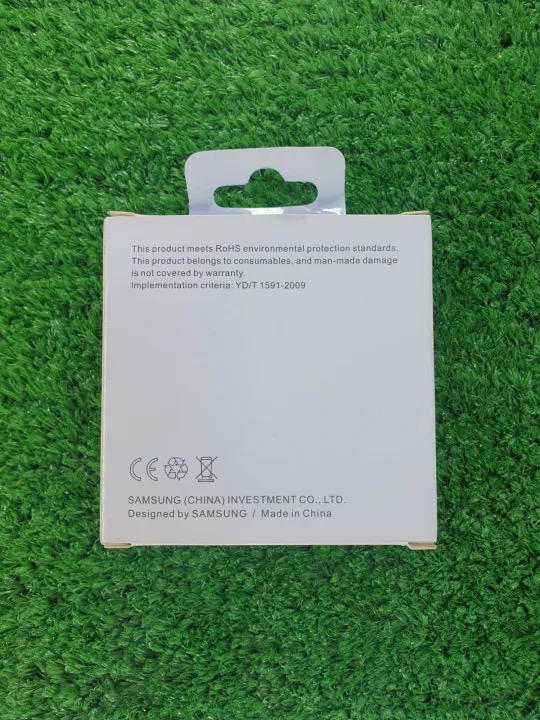 This product meets RoHS environmental protection standards.
This product belongs to consumables, and man-made damage
is not covered by warranty.
Implementation criteria: YD/T 1591-2009
CE
SAMSUNG (CHINA) INVESTMENT CO., LTD.
Designed by SAMSUNG / Made in China